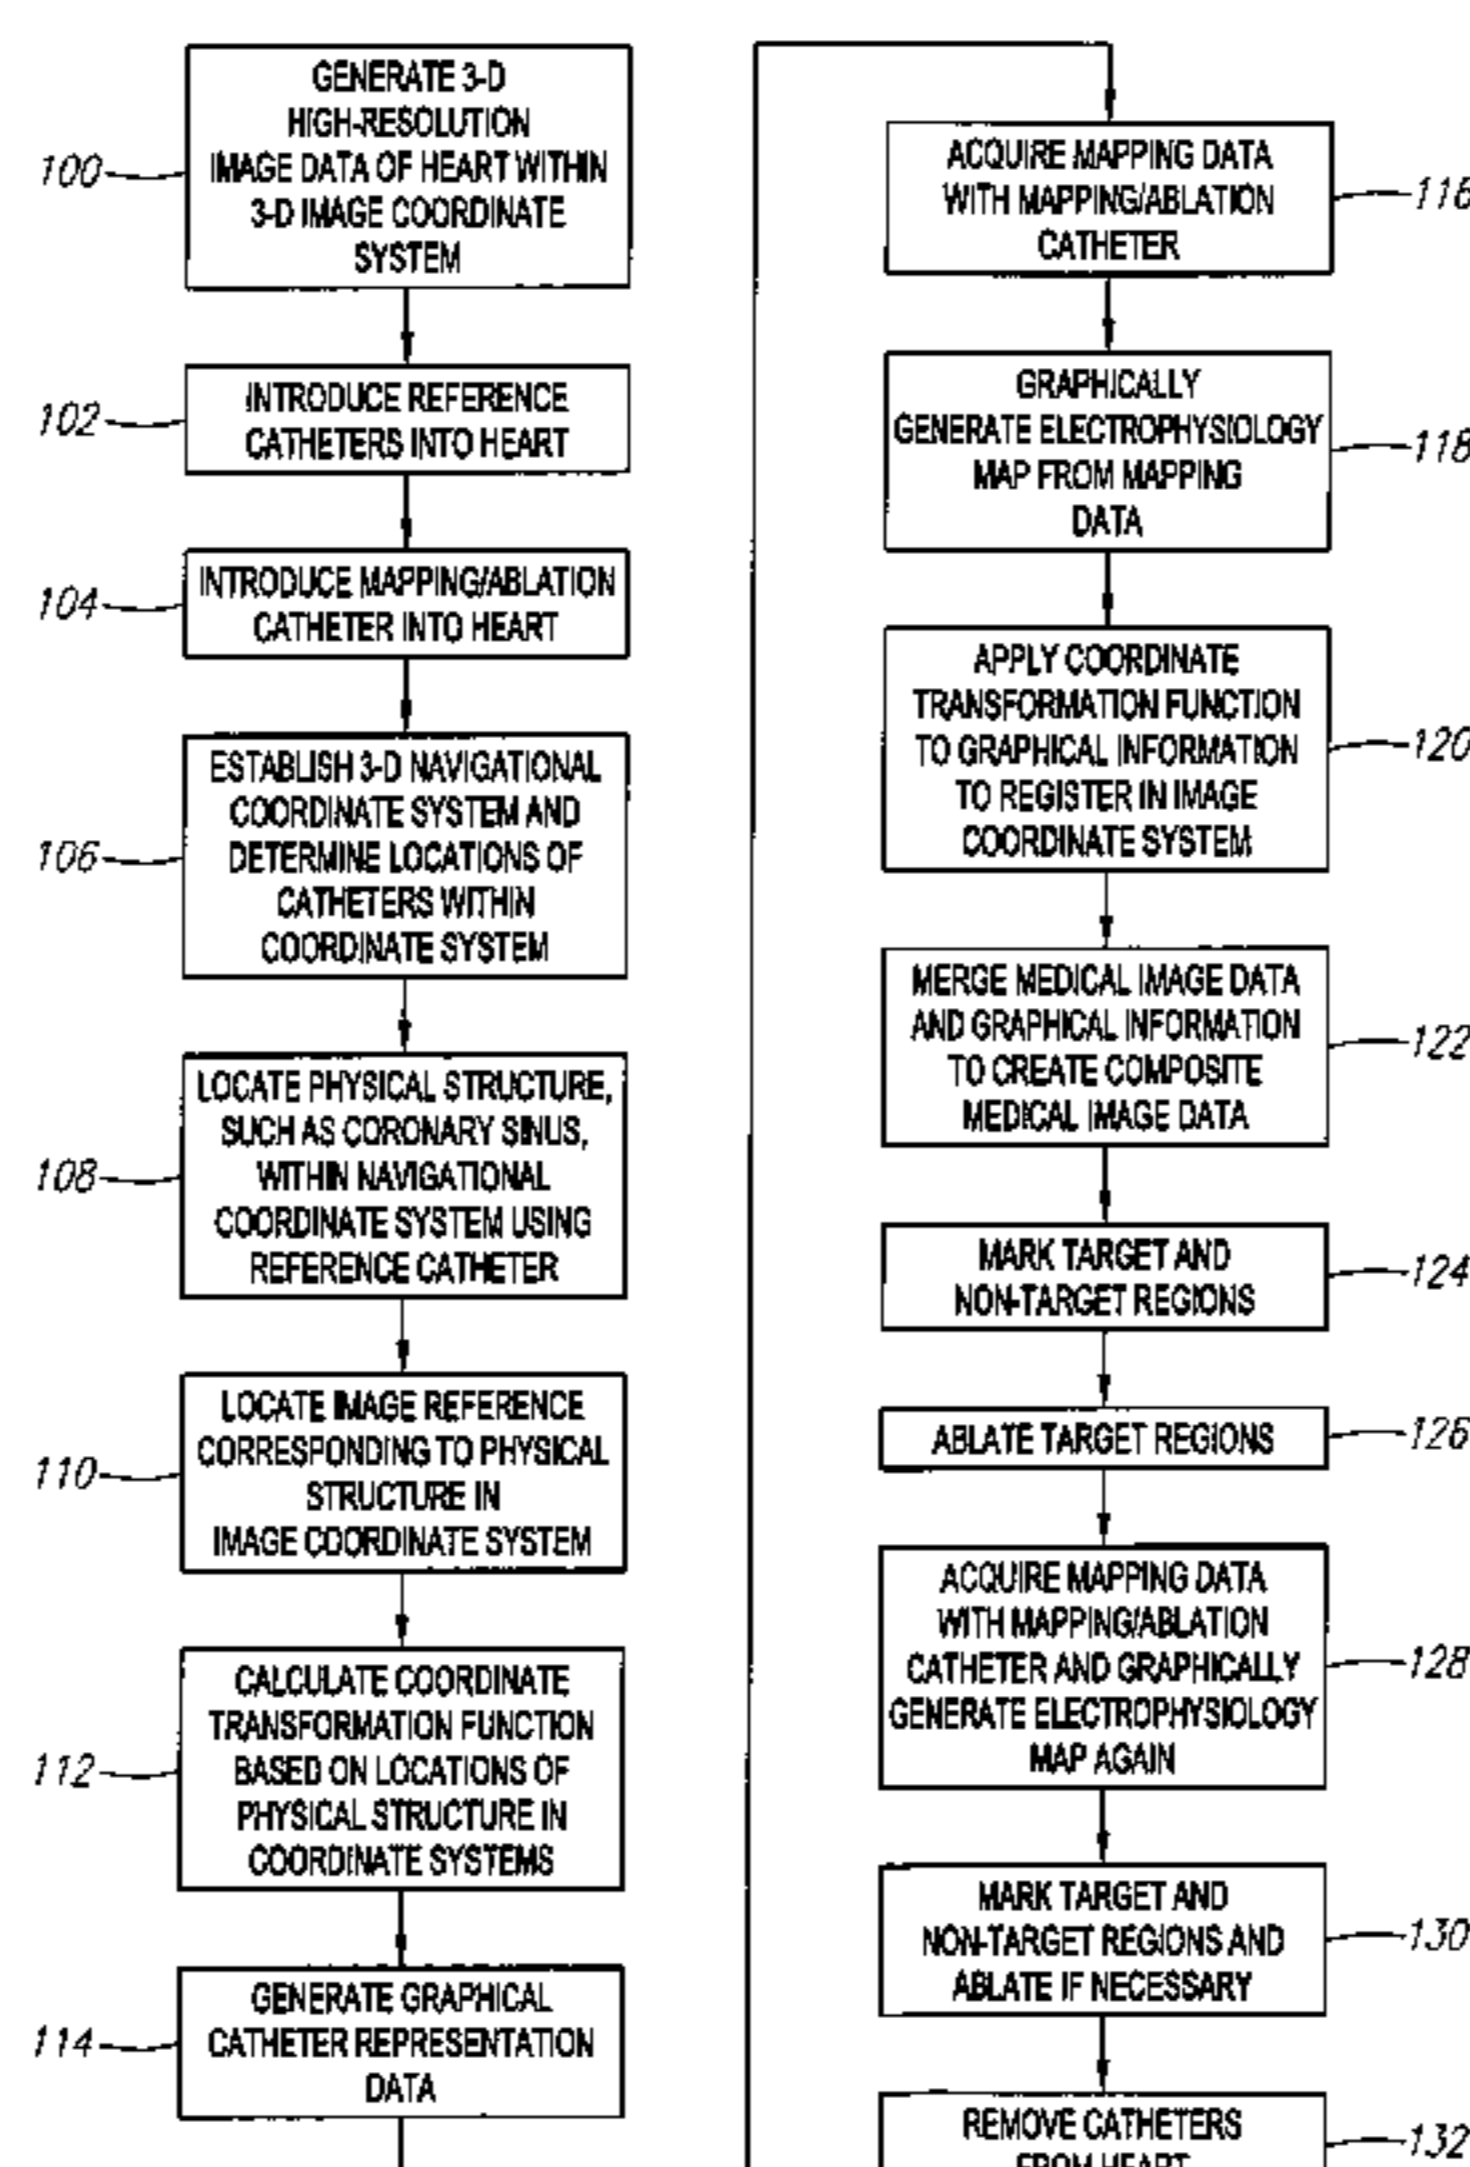 100
GENERATE 3-D
HIGH-RESOLUTION
IMAGE DATA OF HEART WITHIN
3-D IMAGE COORDINATE
SYSTEM
102
INTRODUCE REFERENCE
CATHETERS INTO HEART
104
INTRODUCE MAPPING/ABLATION
CATHETER INTO HEART
106
ESTABLISH 3-D NAVIGATIONAL
COORDINATE SYSTEM AND
DETERMINE LOCATIONS OF
CATHETERS WITHIN
COORDINATE SYSTEM
108
LOCATE PHYSICAL STRUCTURE,
SUCH AS CORONARY SINUS,
WITHIN NAVIGATIONAL
COORDINATE SYSTEM USING
REFERENCE CATHETER
110
LOCATE IMAGE REFERENCE
CORRESPONDING TO PHYSICAL
STRUCTURE IN
IMAGE COORDINATE SYSTEM
112
CALCULATE COORDINATE
TRANSFORMATION FUNCTION
BASED ON LOCATIONS OF
PHYSICAL STRUCTURE IN
COORDINATE SYSTEMS
114
GENERATE GRAPHICAL
CATHETER REPRESENTATION
DATA
ACQUIRE MAPPING DATA
WITH MAPPING/ABLATION
CATHETER
116
GRAPHICALLY
GENERATE ELECTROPHYSIOLOGY
MAP FROM MAPPING
DATA
118
APPLY COORDINATE
TRANSFORMATION FUNCTION
TO GRAPHICAL INFORMATION
TO REGISTER IN IMAGE
COORDINATE SYSTEM
120
MERGE MEDICAL IMAGE DATA
AND GRAPHICAL INFORMATION
TO CREATE COMPOSITE
MEDICAL IMAGE DATA
122
MARK TARGET AND
NON-TARGET REGIONS
124
ABLATE TARGET REGIONS
126
ACQUIRE MAPPING DATA
WITH MAPPING/ABLATION
CATHETER AND GRAPHICALLY
GENERATE ELECTROPHYSIOLOGY
MAP AGAIN
128
MARK TARGET AND
NON-TARGET REGIONS AND
ABLATE IF NECESSARY
130
REMOVE CATHETERS
FROM HEART
132